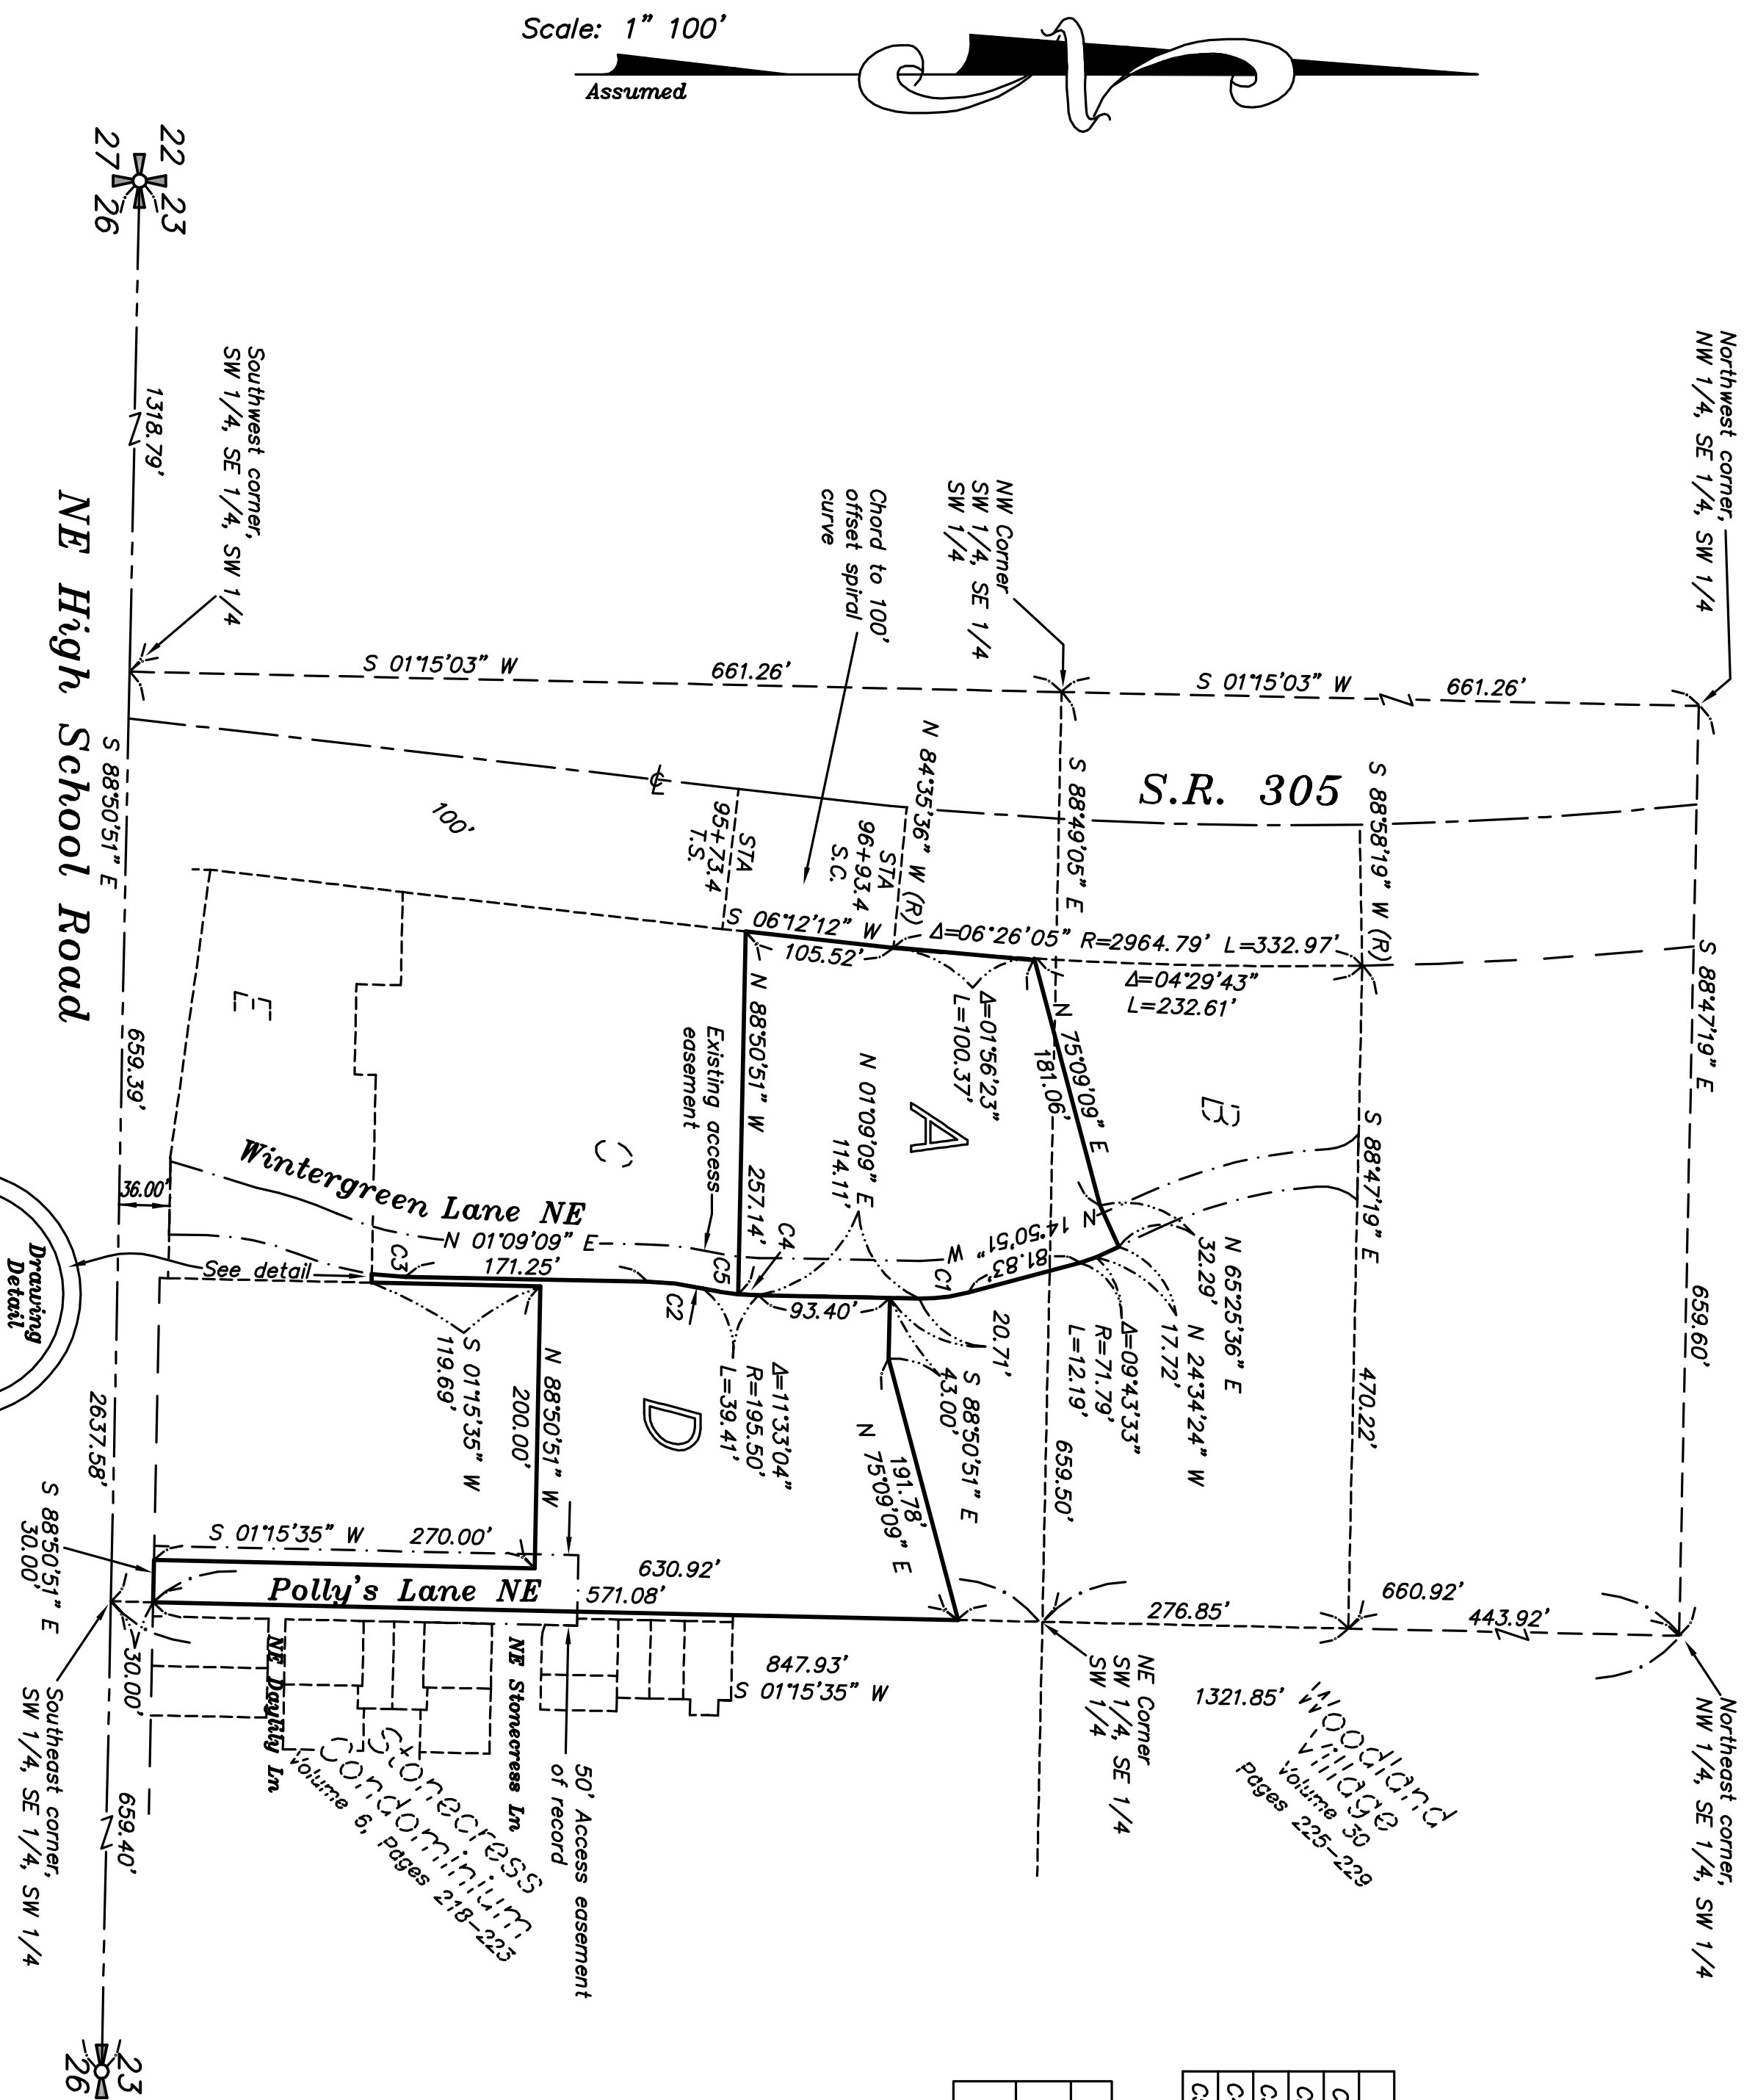 Scale: 1" 100'
Assumed
22
23
27
26
1318.79'
Southwest corner,
SW 1/4, SE 1/4, SW 1/4
Northwest corner,
NW 1/4, SE 1/4, SW 1/4
NW Corner
SW 1/4, SE 1/4
SW 1/4
Chord to 100'
offset spiral
curve
NE High School Road
S 88°50'51" E
S 01°15'03" W
661.26'
S 01°15'03" W
661.26'
S.R. 305
S 88°49'05" E
S 88°58'19" W (R)
N 84°35'36" W (R)
STA
96+93.4
S.C.
STA
95+73.4
T.S.
℄
100'
S 06°12'12" W
105.52'
Δ=06°26'05" R=2964.79' L=332.97'
Δ=04°29'43"
L=232.61'
Δ=01°56'23"
L=100.37'
S 88°47'19" E
659.60'
N 75°09'09" E
181.06'
A
B
C
D
E
N 88°50'51" W 257.14'
Existing access
easement
N 01°09'09" E
114.11'
S 88°47'19" E
470.22'
659.39'
36.00'
Wintergreen Lane NE
N 01°09'09" E
171.25'
See detail
Drawing
Detail
C3
C5
C4
C2
C1
93.40'
N 14°50'51" W
81.83'
N 65°25'36" E
32.29'
N 24°34'24" W
17.72'
Δ=09°43'33"
R=71.79'
L=12.19'
20.71'
S 88°50'51" E
43.00'
Δ=11°33'04"
R=195.50'
L=39.41'
S 01°15'35" W
119.69'
N 88°50'51" W
200.00'
191.78'
N 75°09'09" E
659.50'
2637.58'
S 88°50'51" E
30.00'
S 01°15'35" W
270.00'
Polly's Lane NE
630.92'
571.08'
276.85'
660.92'
443.92'
30.00'
NE Daylily Ln
NE Stonecress Ln
847.93'
S 01°15'35" W
1321.85'
NE Corner
SW 1/4, SE 1/4
SW 1/4
Northeast corner,
NW 1/4, SE 1/4, SW 1/4
Woodland
Village
Volume 30
Pages 225-229
Stonecress
Condominium
Volume 6, Pages 218-223
50' Access easement
of record
Southeast corner,
SW 1/4, SE 1/4, SW 1/4
659.40'
23
26